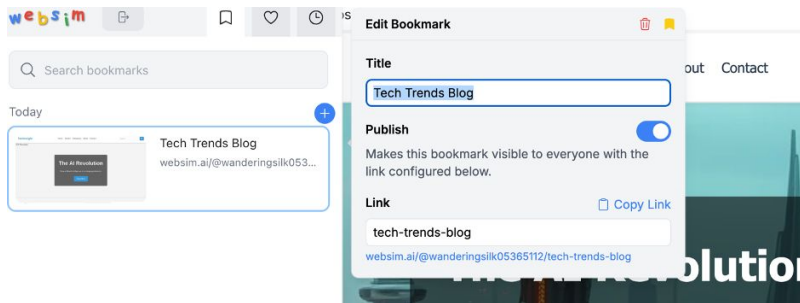 websim
Search bookmarks
Today
Tech Trends Blog
websim.ai/@wanderingsilk053...
The AI Revolution
Edit Bookmark
Title
Tech Trends Blog
Publish
Makes this bookmark visible to everyone with the
link configured below.
Link
Copy Link
tech-trends-blog
websim.ai/@wanderingsilk05365112/tech-trends-blog
out
Contact
olution